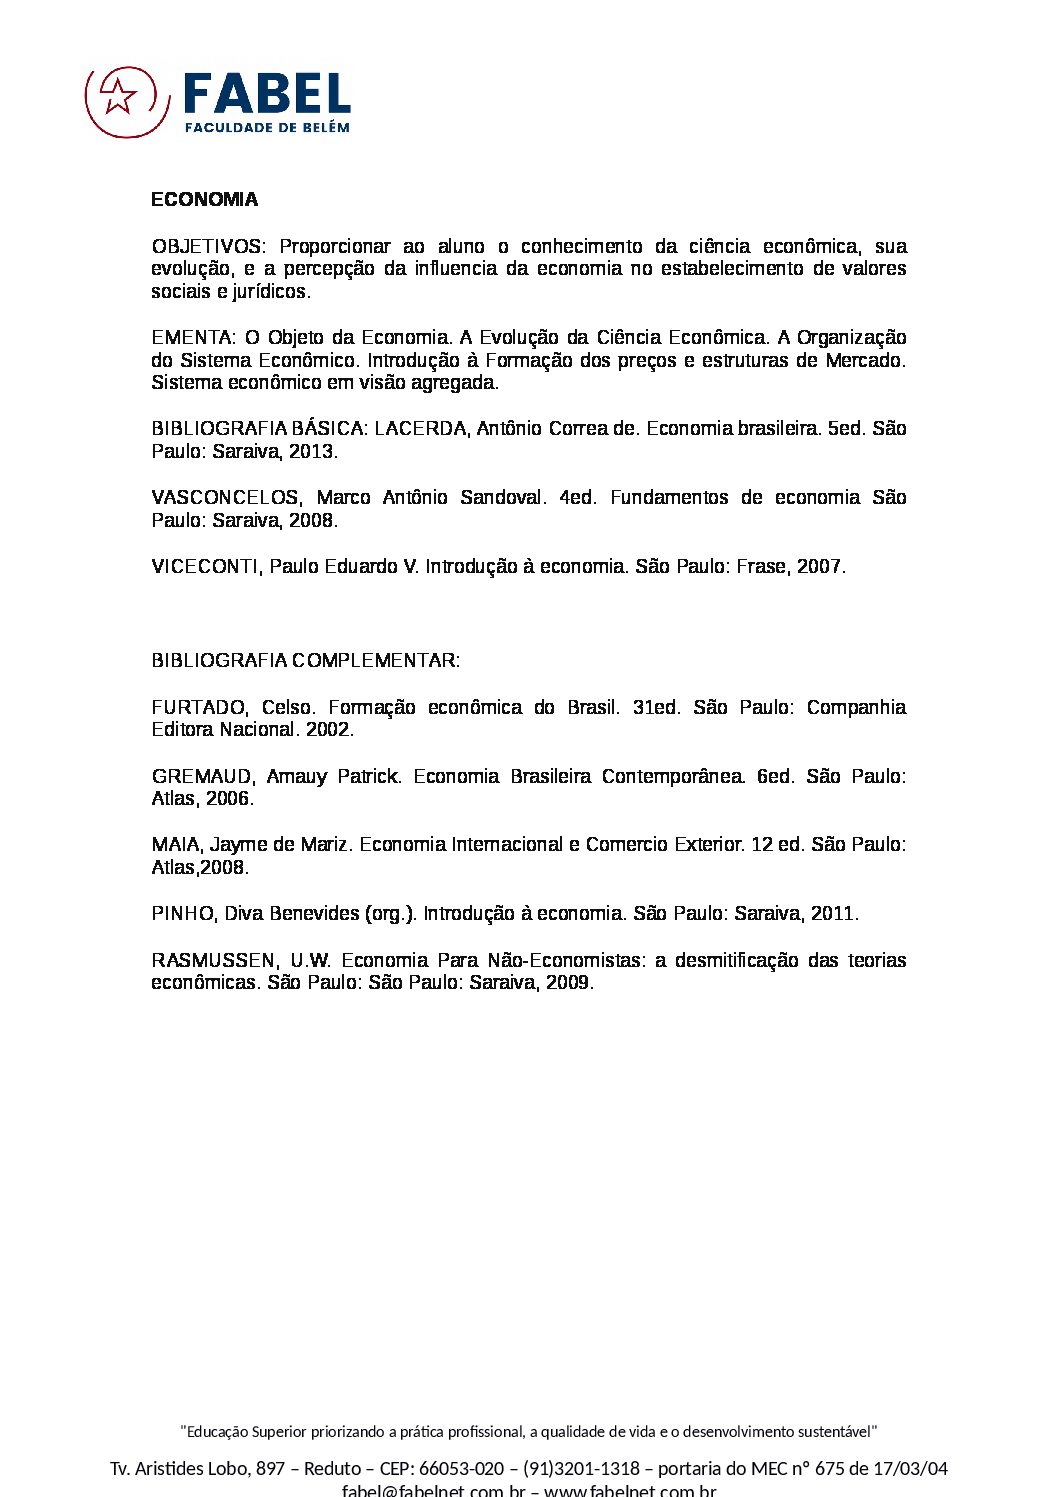 FABEL
FACULDADE DE BELÉM
ECONOMIA
OBJETIVOS: Proporcionar ao aluno o conhecimento da ciência econômica, sua
evolução, e a percepção da influencia da economia no estabelecimento de valores
sociais e jurídicos.
EMENTA: O Objeto da Economia. A Evolução da Ciência Econômica. A Organização
do Sistema Econômico. Introdução à Formação dos preços e estruturas de Mercado.
Sistema econômico em visão agregada.
BIBLIOGRAFIA BÁSICA: LACERDA, Antônio Correa de. Economia brasileira. 5ed. São
Paulo: Saraiva, 2013.
VASCONCELOS, Marco Antônio Sandoval. 4ed. Fundamentos de economia São
Paulo: Saraiva, 2008.
VICECONTI, Paulo Eduardo V. Introdução à economia. São Paulo: Frase, 2007.
BIBLIOGRAFIA COMPLEMENTAR:
FURTADO, Celso. Formação econômica do Brasil. 31ed. São Paulo: Companhia
Editora Nacional. 2002.
GREMAUD, Amauy Patrick. Economia Brasileira Contemporânea. 6ed. São Paulo:
Atlas, 2006.
MAIA, Jayme de Mariz. Economia Internacional e Comercio Exterior. 12 ed. São Paulo:
Atlas,2008.
PINHO, Diva Benevides (org.). Introdução à economia. São Paulo: Saraiva, 2011.
RASMUSSEN, U.W. Economia Para Não-Economistas: a desmitificação das teorias
econômicas. São Paulo: São Paulo: Saraiva, 2009.
"Educação Superior priorizando a prática profissional, a qualidade de vida e o desenvolvimento sustentável"
Tv. Aristides Lobo, 897 – Reduto – CEP: 66053-020 – (91)3201-1318 – portaria do MEC nº 675 de 17/03/04
fabel@fabelnet.com.br – www.fabelnet.com.br